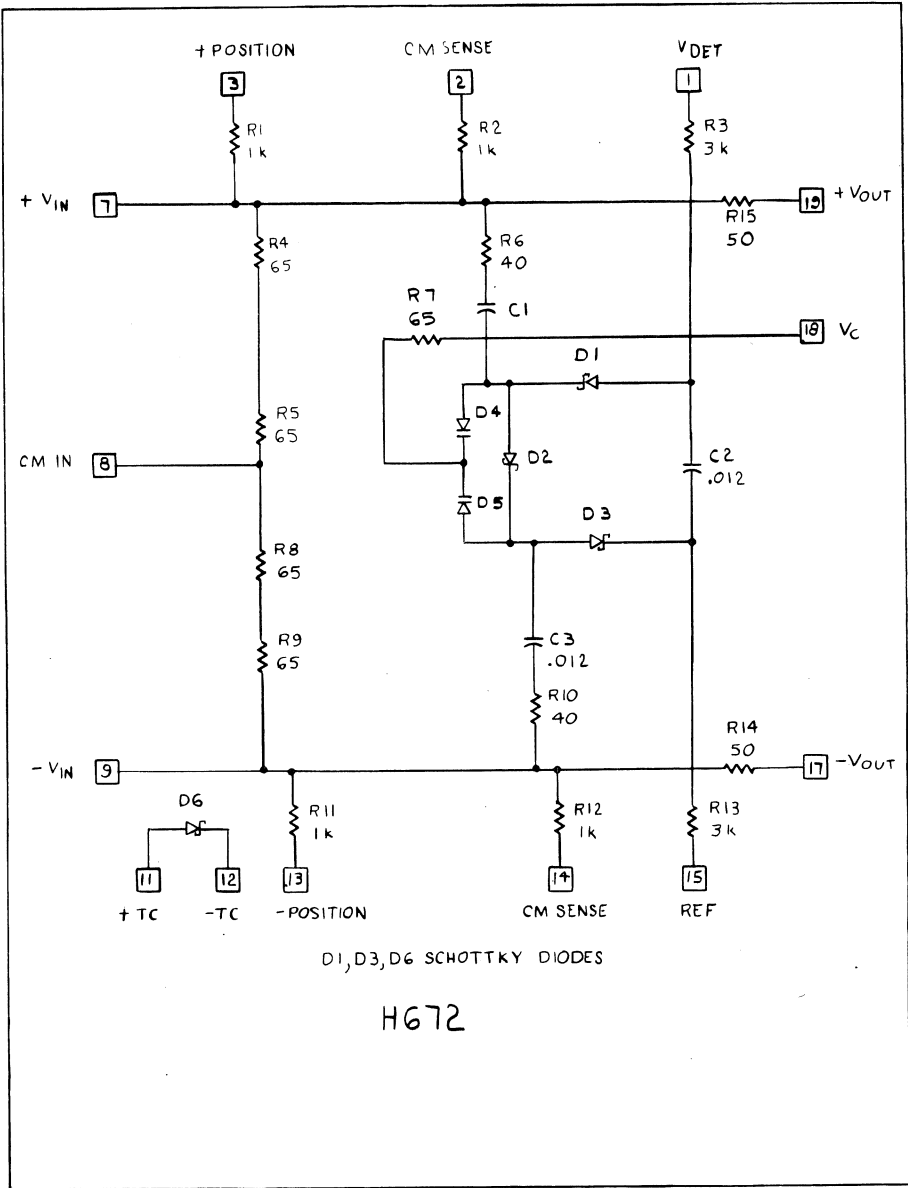 + POSITION CM SENSE VDET
3 2 1
R1
1k
R2
1k
R3
3k
+ VIN 7
19 +VOUT
R15
50
R4
65
R6
40
R7
65
C1
18 VC
D1
D4
R5
65
D2
C2
.012
CM IN 8
D5
D3
R8
65
R9
65
C3
.012
R10
40
R14
50
-VIN 9
17 -VOUT
D6
R11
1k
R12
1k
R13
3k
11 12 13 14 15
+ TC -TC -POSITION CM SENSE REF
D1,D3,D6 SCHOTTKY DIODES
H672